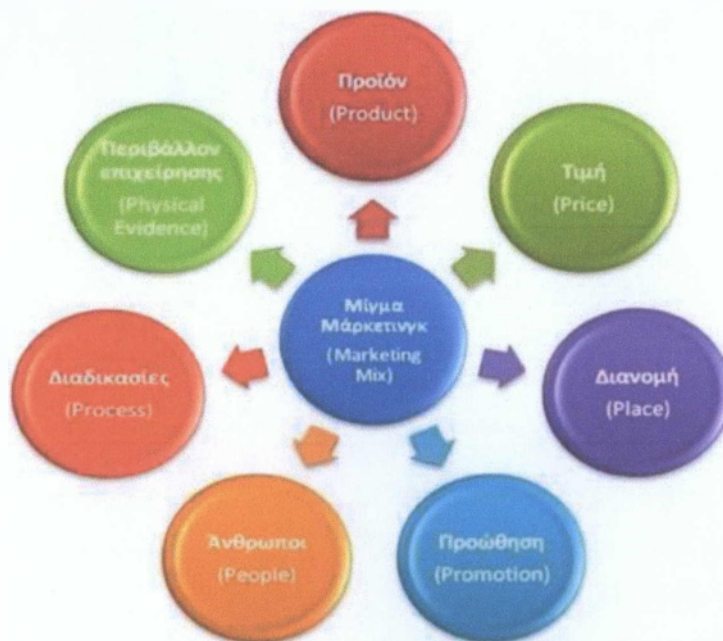 Προϊόν
(Product)
Τιμή
(Price)
Διανομή
(Place)
Προώθηση
(Promotion)
Άνθρωποι
(People)
Διαδικασίες
(Process)
Περιβάλλον
επιχείρησης
(Physical
Evidence)
Μίγμα
Μάρκετινγκ
(Marketing
Mix)